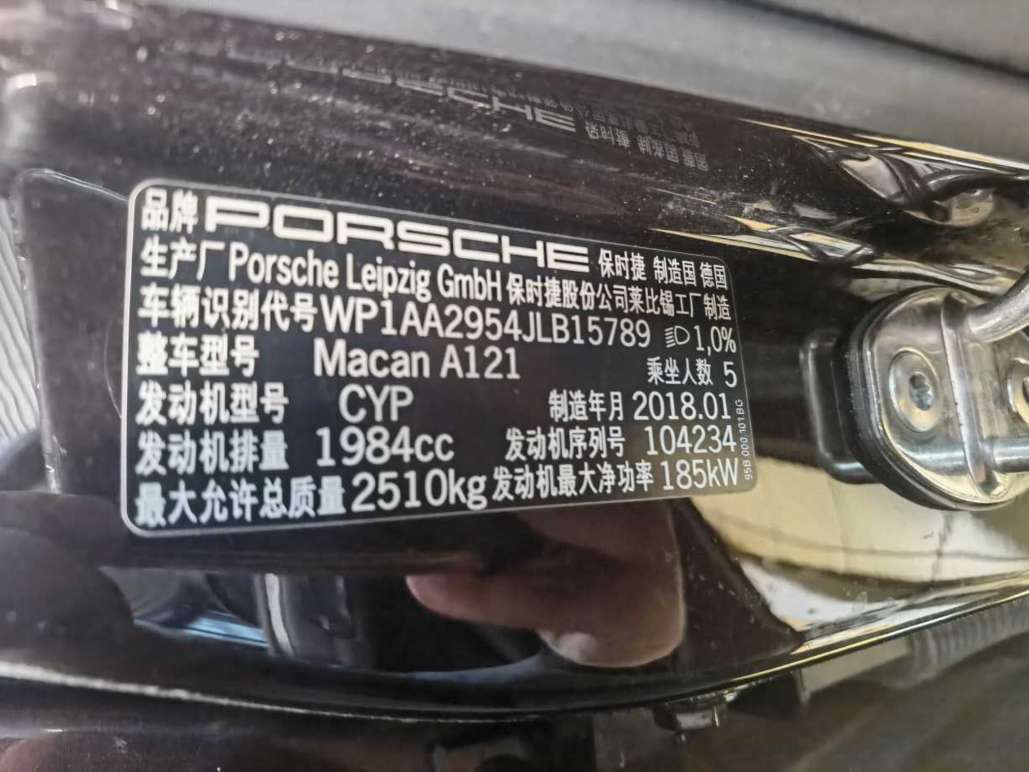 品牌 PORSCHE 保时捷 制造国 德国
生产厂 Porsche Leipzig GmbH 保时捷股份公司莱比锡工厂制造
车辆识别代号 WP1AA2954JLB15789 1,0%
整车型号 Macan A121 乘坐人数 5
发动机型号 CYP 制造年月 2018.01
发动机排量 1984cc 发动机序列号 104234
最大允许总质量 2510kg 发动机最大净功率 185kW
95B.000.101.BG